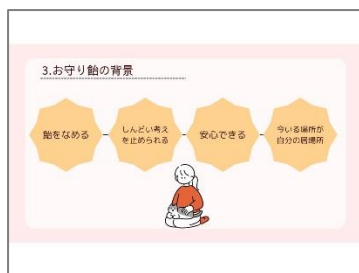 3.お守り飴の背景
飴をなめる
しんどい考え
を止められる
安心できる
今いる場所が
自分の居場所